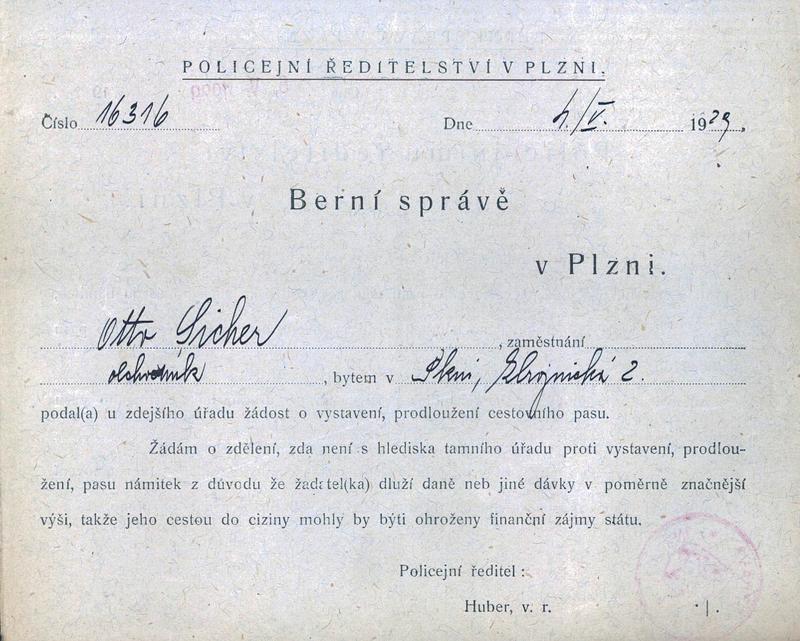 POLICEJNÍ ŘEDITELSTVÍ V PLZNI.
Číslo 16316 Dne 4./V. 1939.
Berní správě
v Plzni.
Otto Sicher, zaměstnání
obchodník, bytem v Plzni, Zbrojnická 2.
podal(a) u zdejšího úřadu žádost o vystavení, prodloužení cestovního pasu.
Žádám o zdělení, zda není s hlediska tamního úřadu proti vystavení, prodlou-
žení, pasu námitek z důvodu že žadatel(ka) dluží daně neb jiné dávky v poměrně značnější
výši, takže jeho cestou do ciziny mohly by býti ohroženy finanční zájmy státu.
Policejní ředitel:
Huber, v. r.